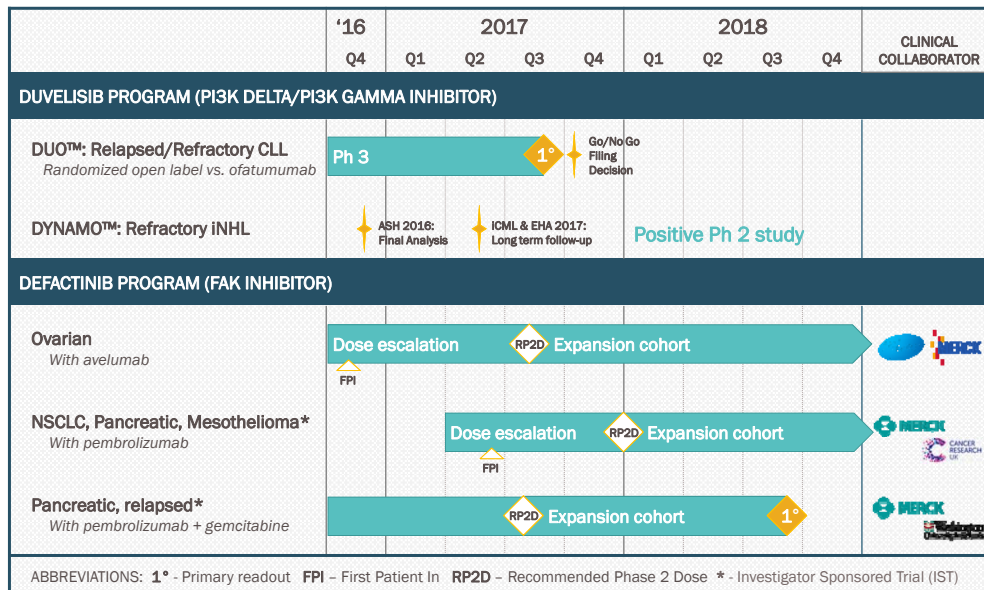 ‘16 2017 2018
Q4 Q1 Q2 Q3 Q4 Q1 Q2 Q3 Q4
CLINICAL
COLLABORATOR
DUVELISIB PROGRAM (PI3K DELTA/PI3K GAMMA INHIBITOR)
DUO™: Relapsed/Refractory CLL
Randomized open label vs. ofatumumab
Ph 3
1°
Go/No Go
Filing
Decision
DYNAMO™: Refractory iNHL
ASH 2016:
Final Analysis
ICML & EHA 2017:
Long term follow-up
Positive Ph 2 study
DEFACTINIB PROGRAM (FAK INHIBITOR)
Ovarian
With avelumab
Dose escalation RP2D Expansion cohort
FPI
MERCK
NSCLC, Pancreatic, Mesothelioma*
With pembrolizumab
Dose escalation RP2D Expansion cohort
FPI
MERCK
CANCER
RESEARCH
UK
Pancreatic, relapsed*
With pembrolizumab + gemcitabine
RP2D Expansion cohort 1°
MERCK
ABBREVIATIONS: 1° - Primary readout FPI – First Patient In RP2D – Recommended Phase 2 Dose * - Investigator Sponsored Trial (IST)